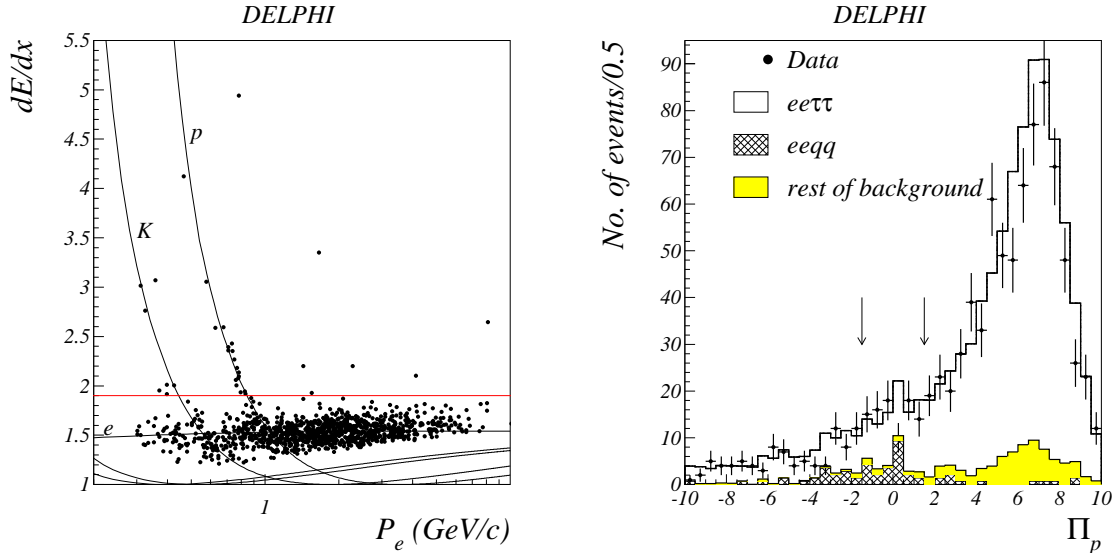 DELPHI
dE/dx
5.5
5
4.5
4
3.5
3
2.5
2
1.5
1
K
p
e
1
P_e (GeV/c)
DELPHI
No. of events/0.5
90
80
70
60
50
40
30
20
10
0
Data
eeττ
eeqq
rest of background
-10 -8 -6 -4 -2 0 2 4 6 8 10
Π_p